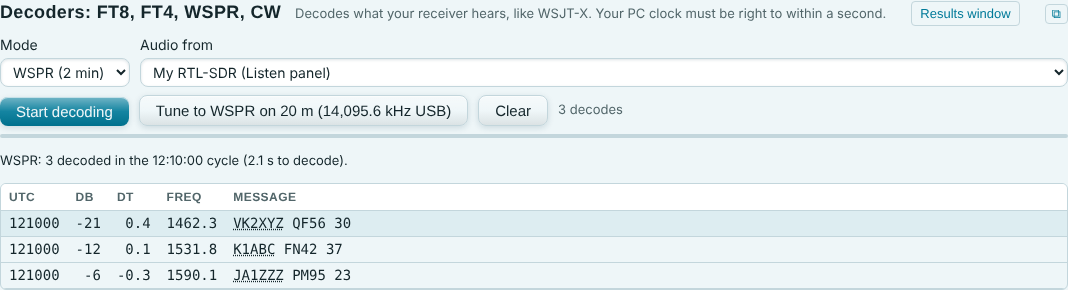 Decoders: FT8, FT4, WSPR, CW Decodes what your receiver hears, like WSJT-X. Your PC clock must be right to within a second. Results window
Mode Audio from
WSPR (2 min) My RTL-SDR (Listen panel)
Start decoding Tune to WSPR on 20 m (14,095.6 kHz USB) Clear 3 decodes
WSPR: 3 decoded in the 12:10:00 cycle (2.1 s to decode).
UTC DB DT FREQ MESSAGE
121000 -21 0.4 1462.3 VK2XYZ QF56 30
121000 -12 0.1 1531.8 K1ABC FN42 37
121000 -6 -0.3 1590.1 JA1ZZZ PM95 23